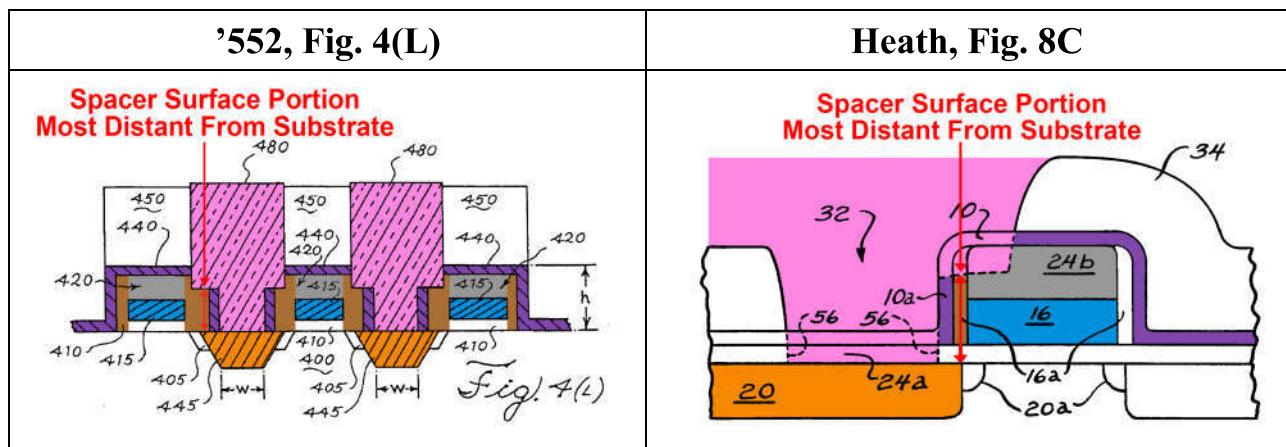 ’552, Fig. 4(L)
Heath, Fig. 8C
Spacer Surface Portion
Most Distant From Substrate
480
480
450
450
450
440
440
440
420
420
420
415
415
415
h
410
410
410
400
405
405
445
445
w
w
Fig. 4(L)
Spacer Surface Portion
Most Distant From Substrate
34
32
10
24b
10a
16
56
56
24a
16a
20
20a